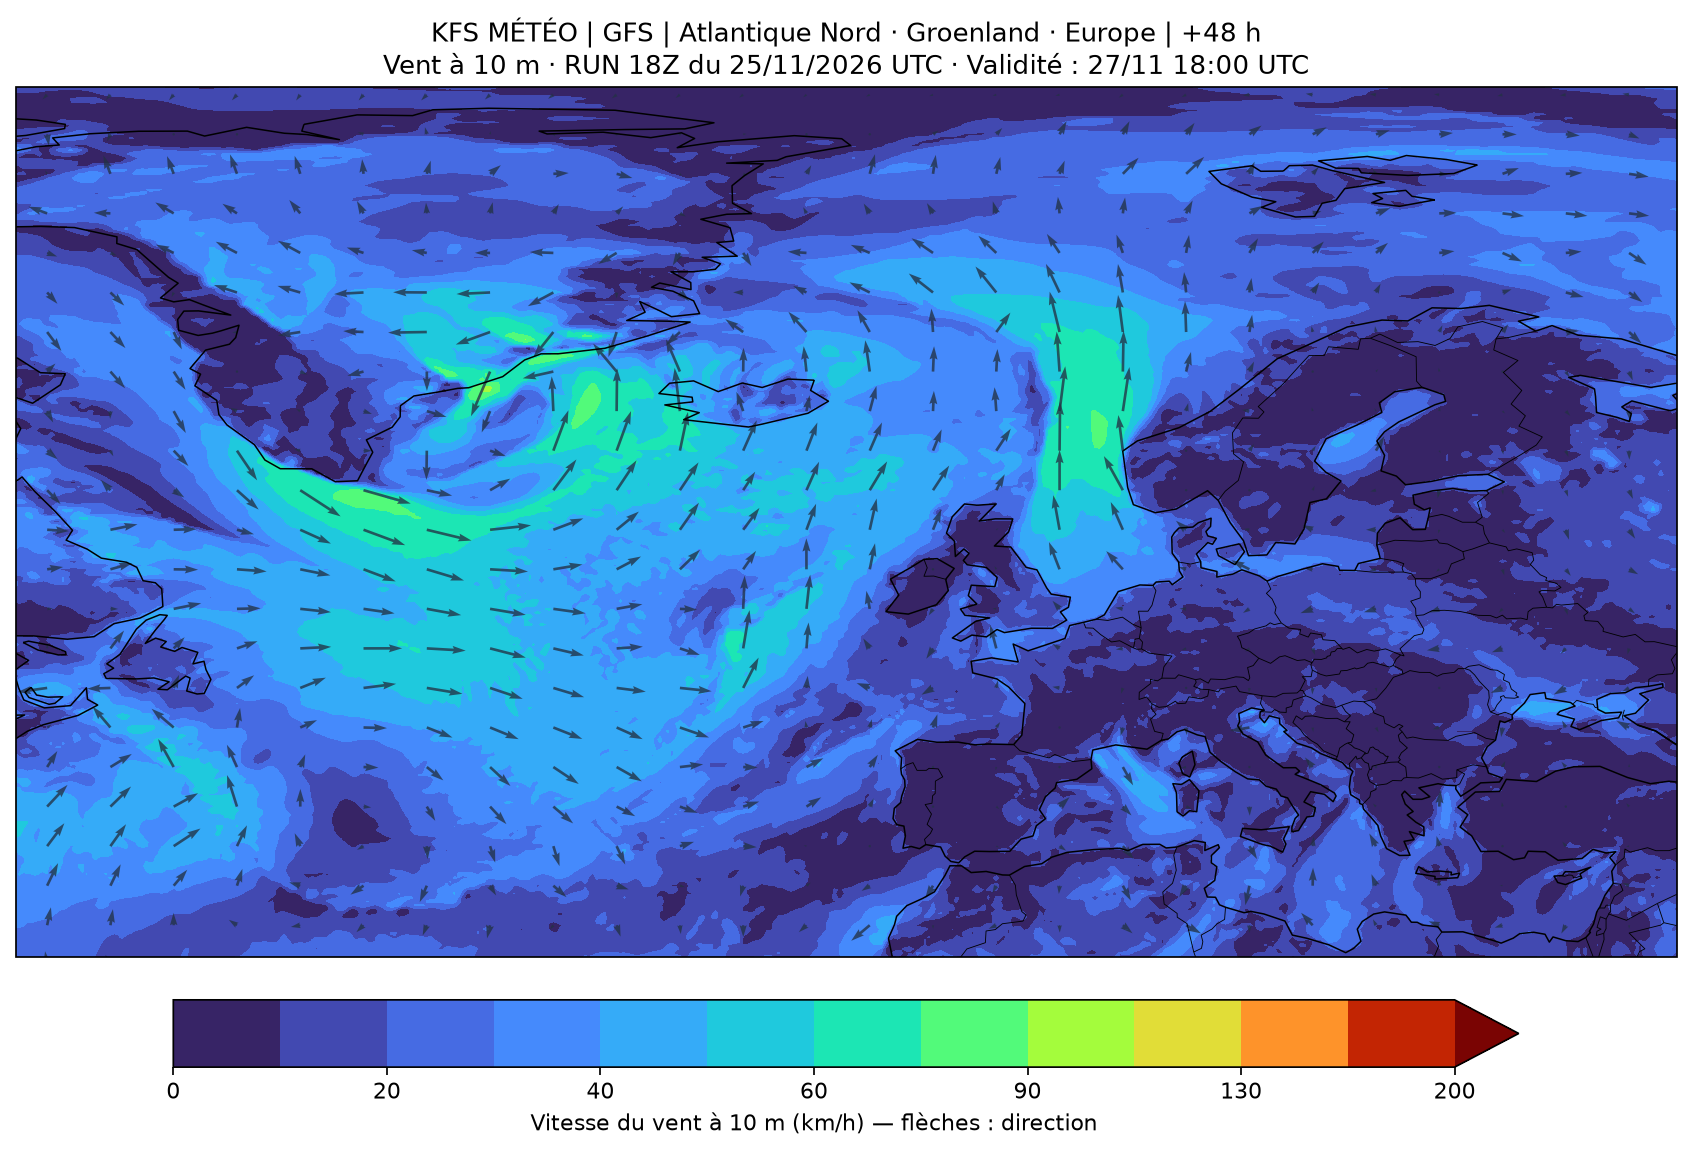 KFS MÉTÉO | GFS | Atlantique Nord · Groenland · Europe | +48 h
Vent à 10 m · RUN 18Z du 25/11/2026 UTC · Validité : 27/11 18:00 UTC
0 20 40 60 90 130 200
Vitesse du vent à 10 m (km/h) — flèches : direction